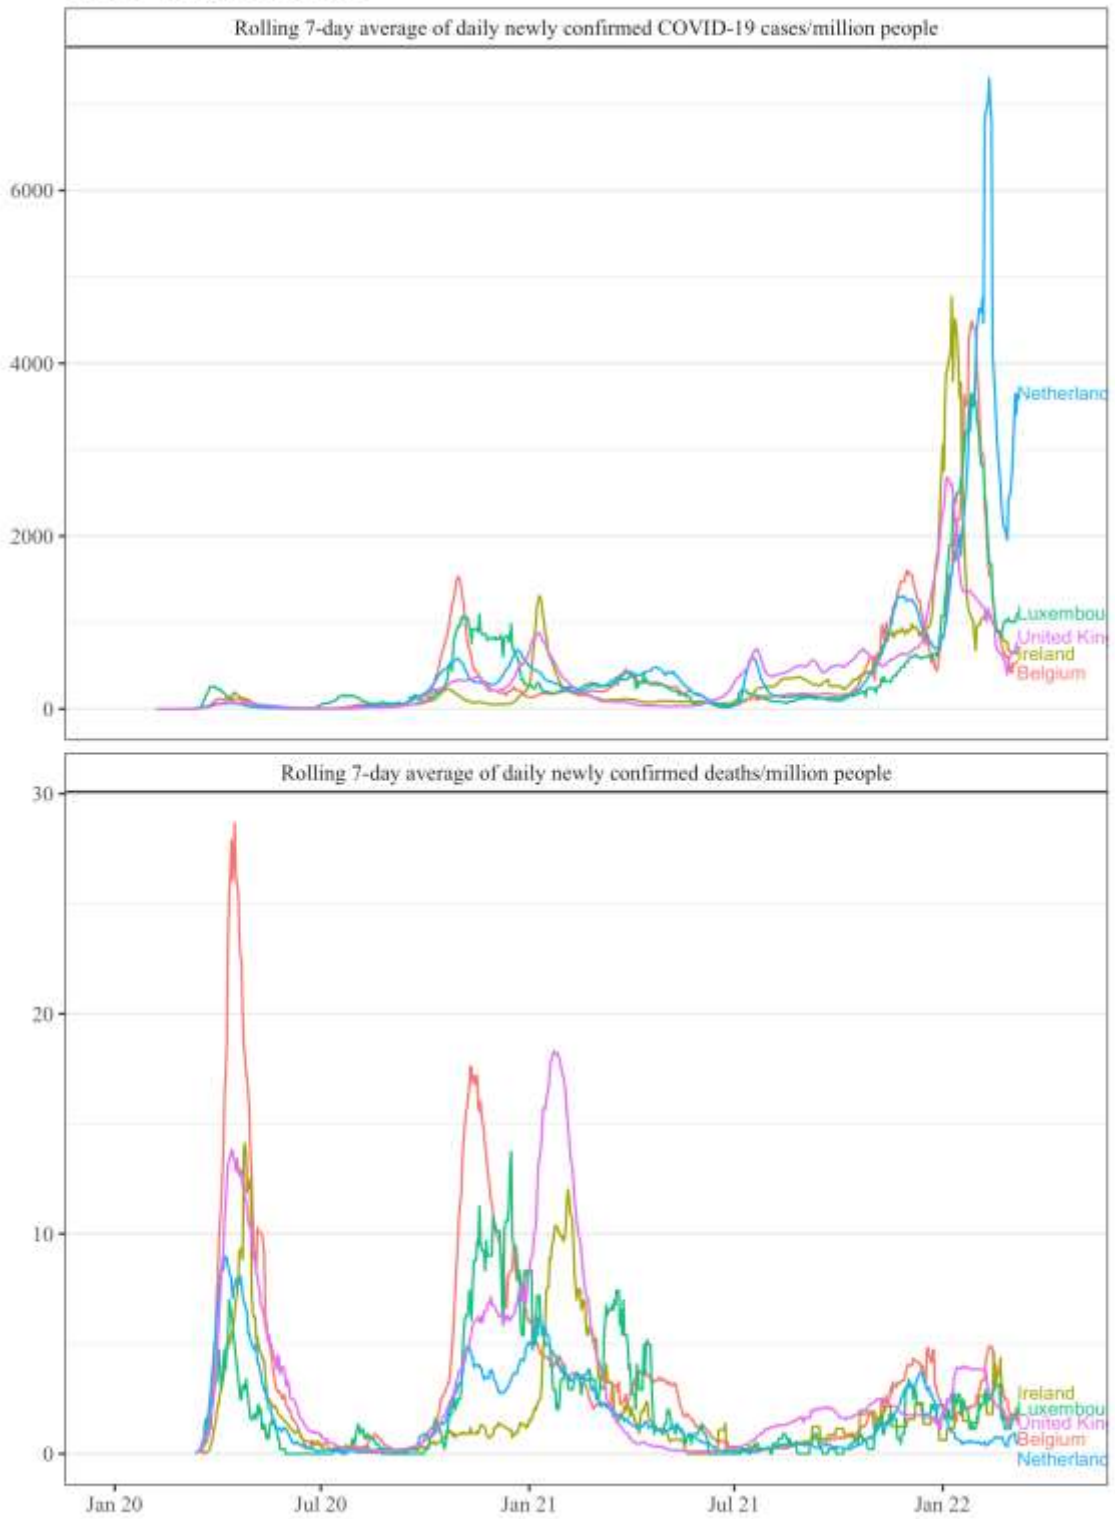 Rolling 7-day average of daily newly confirmed COVID-19 cases/million people
6000
4000
Netherlanc
2000
Luxembou
United Kin
Ireland
Belgium
0
Rolling 7-day average of daily newly confirmed deaths/million people
30
20
10
Ireland
Luxembou
United Kin
Belgium
0
Netherlanc
Jan 20 Jul 20 Jan 21 Jul 21 Jan 22